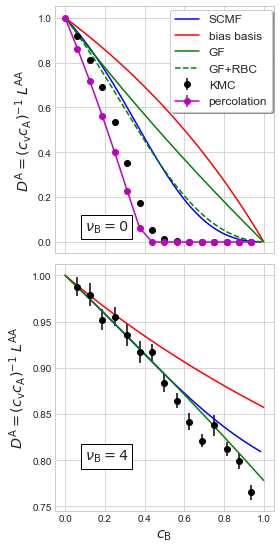 1.0
0.8
0.6
0.4
0.2
0.0
D^A = (c_v c_A)^{-1} L^{AA}
SCMF
bias basis
GF
GF+RBC
KMC
percolation
ν_B = 0
1.00
0.95
0.90
0.85
0.80
0.75
D^A = (c_v c_A)^{-1} L^{AA}
ν_B = 4
0.0 0.2 0.4 0.6 0.8 1.0
c_B